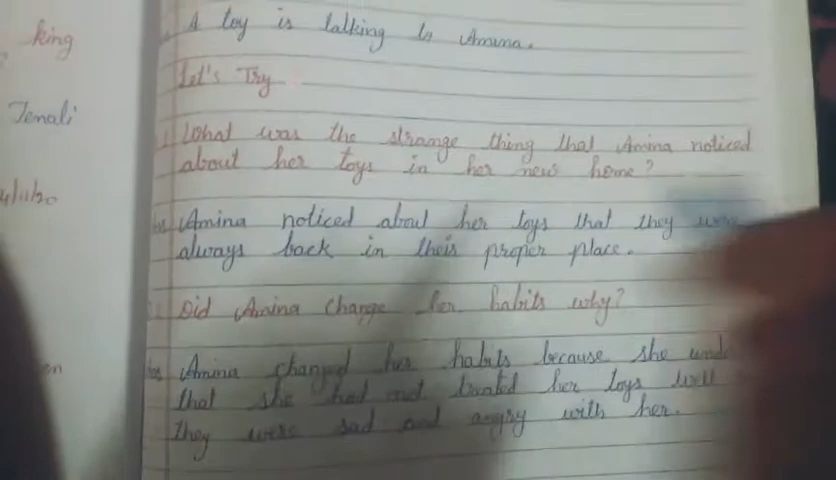 king
Tenali
A toy is talking to Amina.
Let's Try
What was the strange thing that Amina noticed
about her toys in her new home?
Ans Amina noticed about her toys that they were
always back in their proper place.
Did Amina change her habits why?
Ans Amina changed her habits because she
that she had not treated her toys well
they were sad and angry with her.